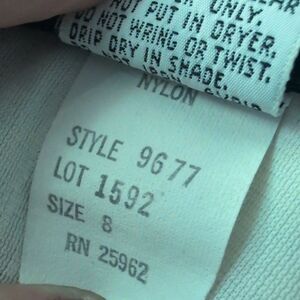 ONLY.
NOT PUT IN DRYER
DO NOT WRING OR TWIST.
DRIP DRY IN SHADE,
NYLON
STYLE 9677
LOT 1592
SIZE 8
RN 25962